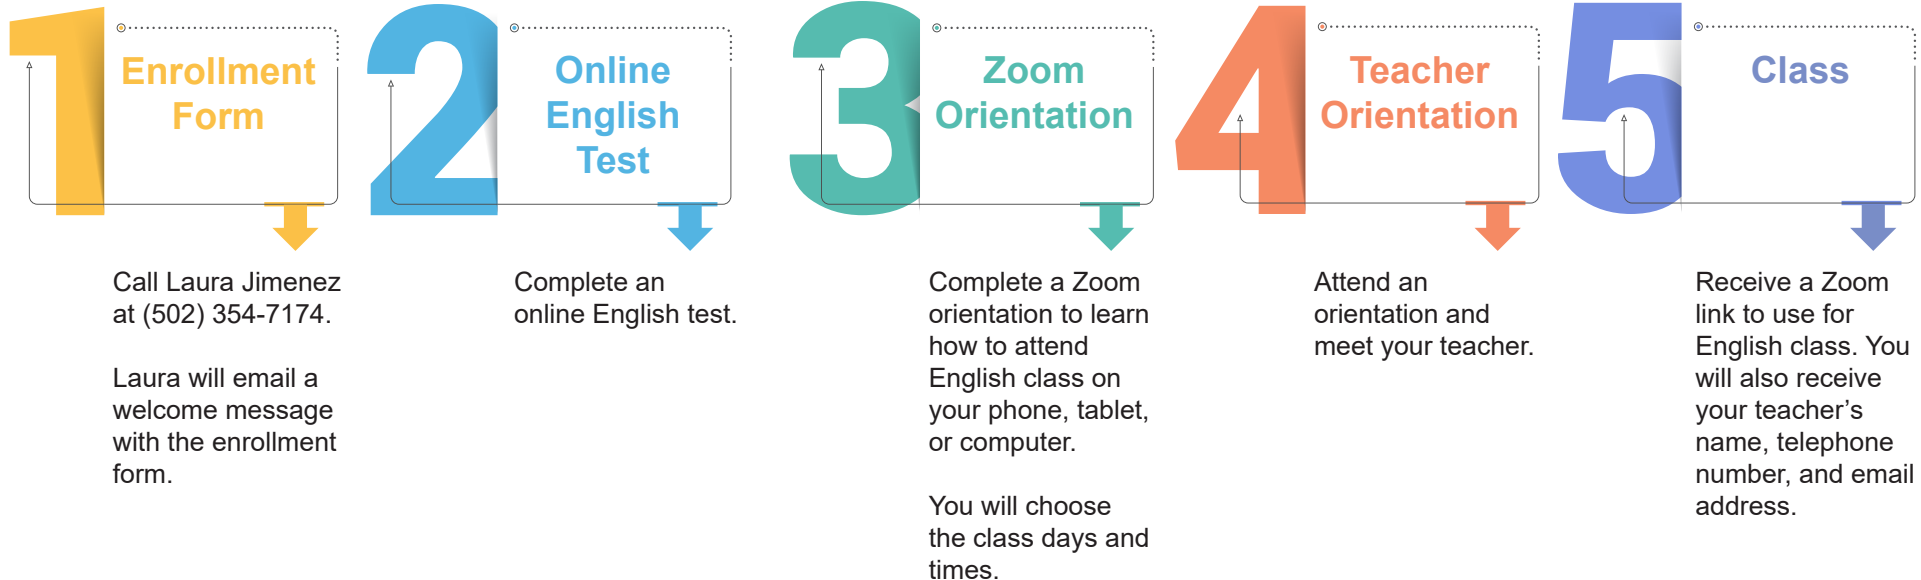 1
Enrollment
Form
Call Laura Jimenez
at (502) 354-7174.
Laura will email a
welcome message
with the enrollment
form.
2
Online
English
Test
Complete an
online English test.
3
Zoom
Orientation
Complete a Zoom
orientation to learn
how to attend
English class on
your phone, tablet,
or computer.
You will choose
the class days and
times.
4
Teacher
Orientation
Attend an
orientation and
meet your teacher.
5
Class
Receive a Zoom
link to use for
English class. You
will also receive
your teacher’s
name, telephone
number, and email
address.